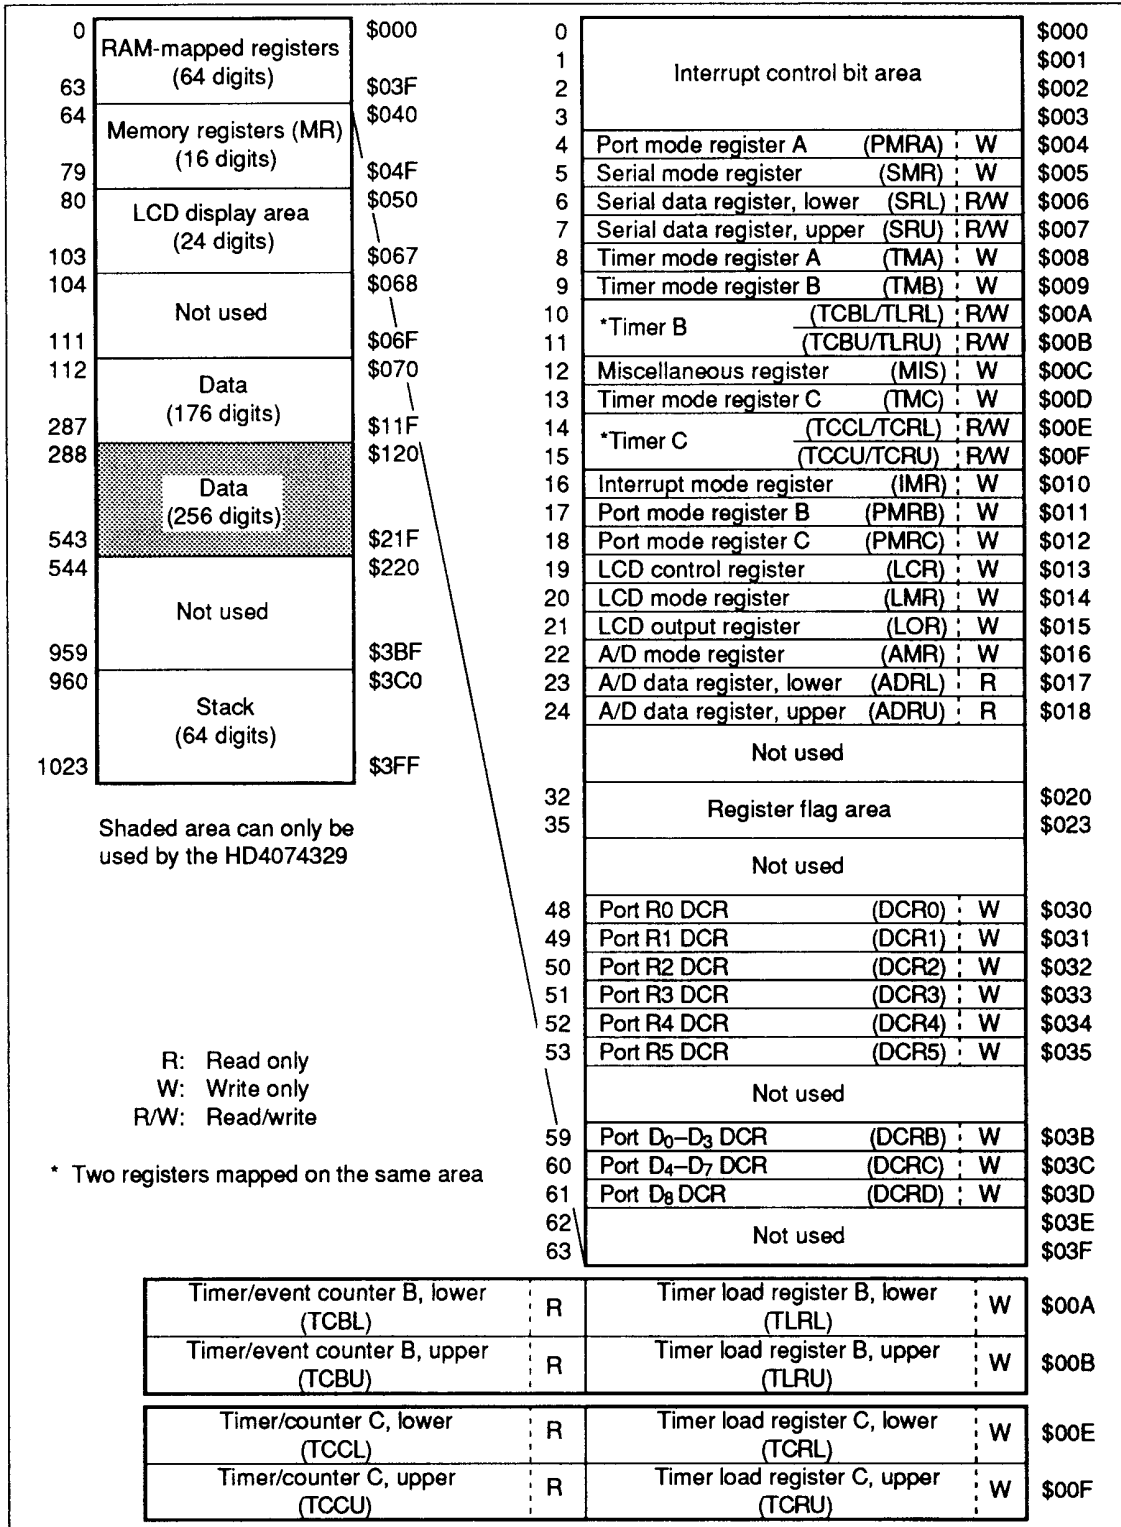 0 RAM-mapped registers $000
(64 digits)
63 $03F
64 Memory registers (MR) $040
(16 digits)
79 $04F
80 LCD display area $050
(24 digits)
103 $067
104 $068
Not used
111 $06F
112 $070
Data
(176 digits)
287 $11F
288 $120
Data
(256 digits)
543 $21F
544 $220
Not used
959 $3BF
960 $3C0
Stack
(64 digits)
1023 $3FF
Shaded area can only be
used by the HD4074329
R: Read only
W: Write only
R/W: Read/write
* Two registers mapped on the same area
0 $000
1 $001
Interrupt control bit area
2 $002
3 $003
4 Port mode register A (PMRA) W $004
5 Serial mode register (SMR) W $005
6 Serial data register, lower (SRL) R/W $006
7 Serial data register, upper (SRU) R/W $007
8 Timer mode register A (TMA) W $008
9 Timer mode register B (TMB) W $009
10 *Timer B (TCBL/TLRL) R/W $00A
11 (TCBU/TLRU) R/W $00B
12 Miscellaneous register (MIS) W $00C
13 Timer mode register C (TMC) W $00D
14 *Timer C (TCCL/TCRL) R/W $00E
15 (TCCU/TCRU) R/W $00F
16 Interrupt mode register (IMR) W $010
17 Port mode register B (PMRB) W $011
18 Port mode register C (PMRC) W $012
19 LCD control register (LCR) W $013
20 LCD mode register (LMR) W $014
21 LCD output register (LOR) W $015
22 A/D mode register (AMR) W $016
23 A/D data register, lower (ADRL) R $017
24 A/D data register, upper (ADRU) R $018
Not used
32 $020
Register flag area
35 $023
Not used
48 Port R0 DCR (DCR0) W $030
49 Port R1 DCR (DCR1) W $031
50 Port R2 DCR (DCR2) W $032
51 Port R3 DCR (DCR3) W $033
52 Port R4 DCR (DCR4) W $034
53 Port R5 DCR (DCR5) W $035
Not used
59 Port D₀–D₃ DCR (DCRB) W $03B
60 Port D₄–D₇ DCR (DCRC) W $03C
61 Port D₈ DCR (DCRD) W $03D
62 $03E
Not used
63 $03F
Timer/event counter B, lower (TCBL) R Timer load register B, lower (TLRL) W $00A
Timer/event counter B, upper (TCBU) R Timer load register B, upper (TLRU) W $00B
Timer/counter C, lower (TCCL) R Timer load register C, lower (TCRL) W $00E
Timer/counter C, upper (TCCU) R Timer load register C, upper (TCRU) W $00F